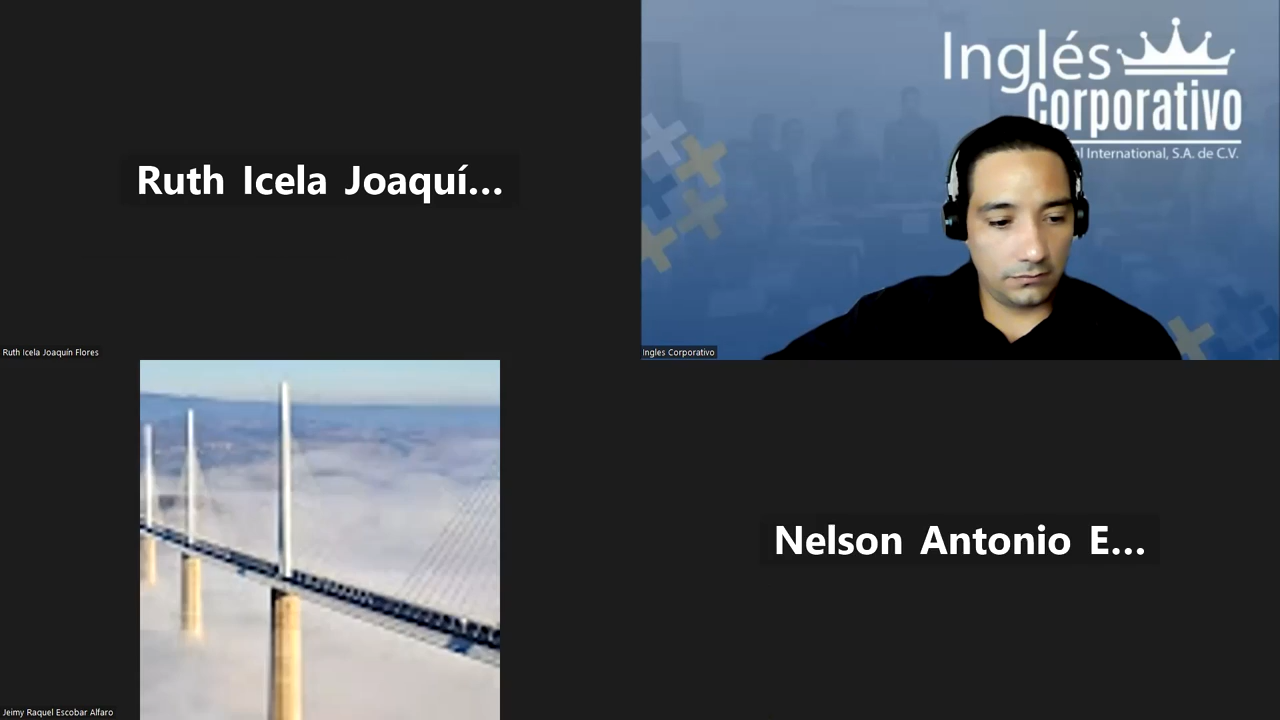 Ruth Icela Joaquí...
Ruth Icela Joaquín Flores
Inglés
Corporativo
al International, S.A. de C.V.
Ingles Corporativo
Jeimy Raquel Escobar Alfaro
Nelson Antonio E...